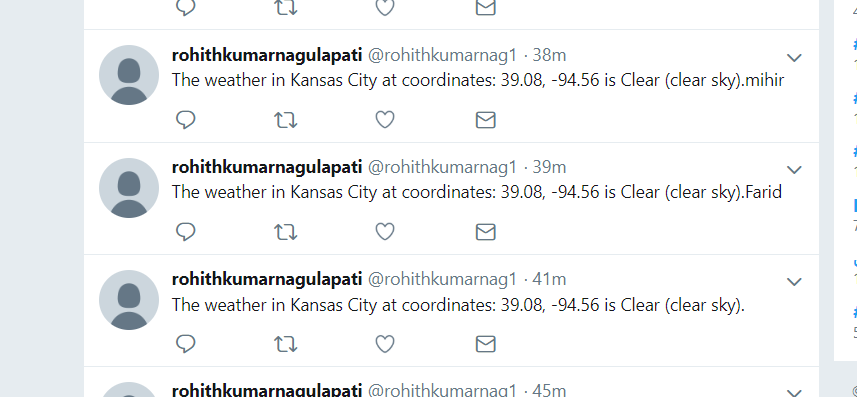 rohithkumarnagulapati @rohithkumarnag1 · 38m
The weather in Kansas City at coordinates: 39.08, -94.56 is Clear (clear sky).mihir
rohithkumarnagulapati @rohithkumarnag1 · 39m
The weather in Kansas City at coordinates: 39.08, -94.56 is Clear (clear sky).Farid
rohithkumarnagulapati @rohithkumarnag1 · 41m
The weather in Kansas City at coordinates: 39.08, -94.56 is Clear (clear sky).
rohithkumarnagulapati @rohithkumarnag1 · 45m